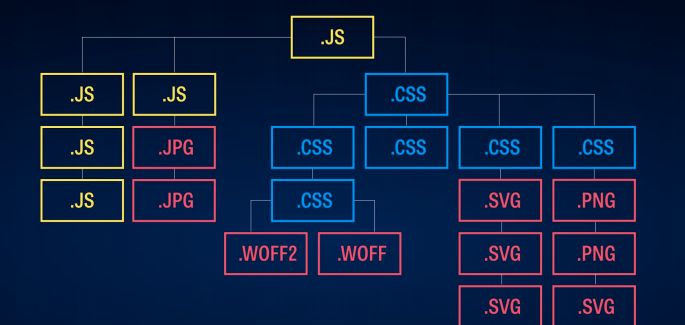 .JS
.JS .JS .CSS
.JS .JPG .CSS .CSS .CSS .CSS
.JS .JPG .CSS .SVG .PNG
.WOFF2 .WOFF .SVG .PNG
.SVG .SVG